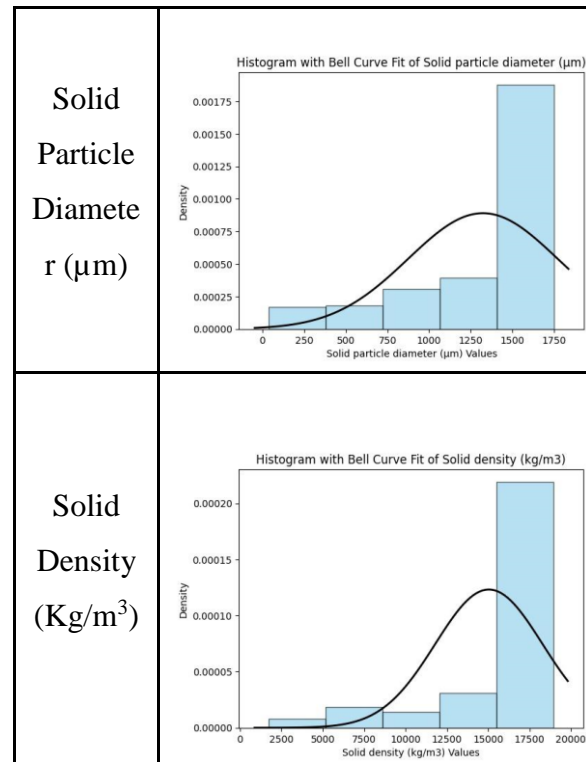 Solid
Particle
Diamete
r (µm)
Histogram with Bell Curve Fit of Solid particle diameter (µm)
Density
0.00175
0.00150
0.00125
0.00100
0.00075
0.00050
0.00025
0.00000
0 250 500 750 1000 1250 1500 1750
Solid particle diameter (µm) Values
Solid
Density
(Kg/m³)
Histogram with Bell Curve Fit of Solid density (kg/m3)
Density
0.00020
0.00015
0.00010
0.00005
0.00000
0 2500 5000 7500 10000 12500 15000 17500 20000
Solid density (kg/m3) Values